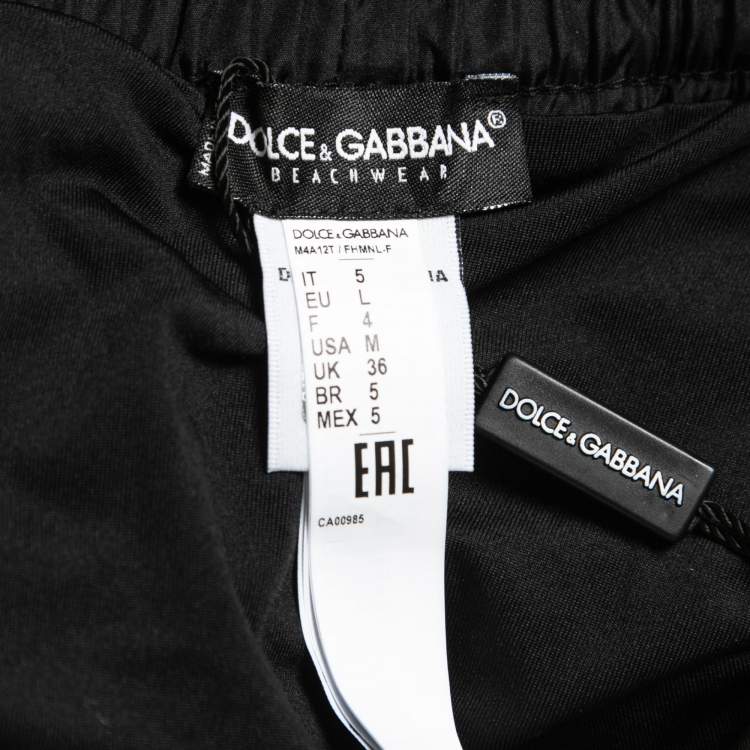 MADE
DOLCE & GABBANA®
BEACHWEAR
DOLCE & GABBANA
M4A12T / FHMNL-F
IT 5
EU L
F 4
USA M
UK 36
BR 5
MEX 5
EAC
CA00985
DOLCE & GABBANA